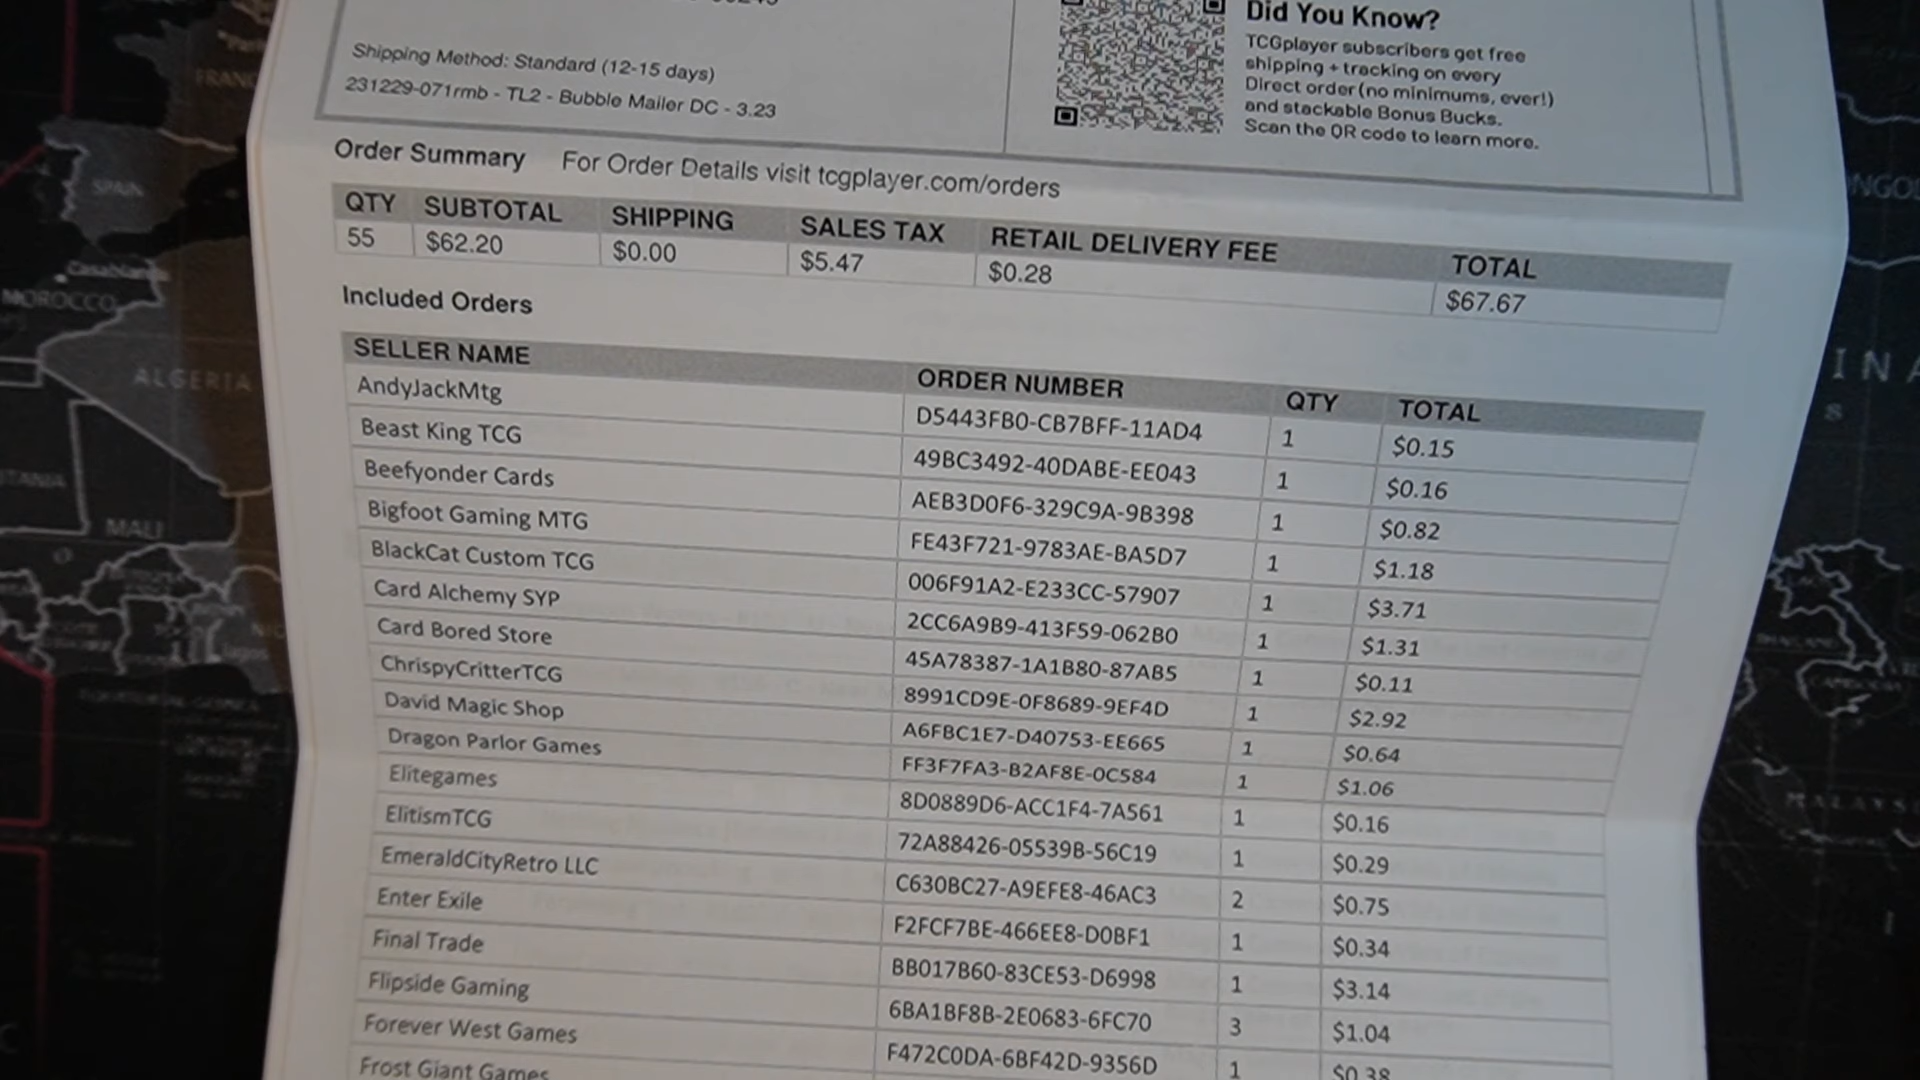 Did You Know?
TCGplayer subscribers get free
shipping + tracking on every
Direct order (no minimums, ever!)
and stackable Bonus Bucks.
Scan the QR code to learn more.
Shipping Method: Standard (12-15 days)
231229-071rmb - TL2 - Bubble Mailer DC - 3.23
Order Summary For Order Details visit tcgplayer.com/orders
QTY SUBTOTAL SHIPPING SALES TAX RETAIL DELIVERY FEE TOTAL
55 $62.20 $0.00 $5.47 $0.28 $67.67
Included Orders
SELLER NAME ORDER NUMBER QTY TOTAL
AndyJackMtg D5443FB0-CB7BFF-11AD4 1 $0.15
Beast King TCG 49BC3492-40DABE-EE043 1 $0.16
Beefyonder Cards AEB3D0F6-329C9A-9B398 1 $0.82
Bigfoot Gaming MTG FE43F721-9783AE-BA5D7 1 $1.18
BlackCat Custom TCG 006F91A2-E233CC-57907 1 $3.71
Card Alchemy SYP 2CC6A9B9-413F59-062B0 1 $1.31
Card Bored Store 45A78387-1A1B80-87AB5 1 $0.11
ChrispyCritterTCG 8991CD9E-0F8689-9EF4D 1 $2.92
David Magic Shop A6FBC1E7-D40753-EE665 1 $0.64
Dragon Parlor Games FF3F7FA3-B2AF8E-0C584 1 $1.06
Elitegames 8D0889D6-ACC1F4-7A561 1 $0.16
ElitismTCG 72A88426-05539B-56C19 1 $0.29
EmeraldCityRetro LLC C630BC27-A9EFE8-46AC3 2 $0.75
Enter Exile F2FCF7BE-466EE8-D0BF1 1 $0.34
Final Trade BB017B60-83CE53-D6998 1 $3.14
Flipside Gaming 6BA1BF8B-2E0683-6FC70 3 $1.04
Forever West Games F472C0DA-6BF42D-9356D 1 $0.38
Frost Giant Games
SPAIN
Casablanca
MOROCCO
ALGERIA
MALI